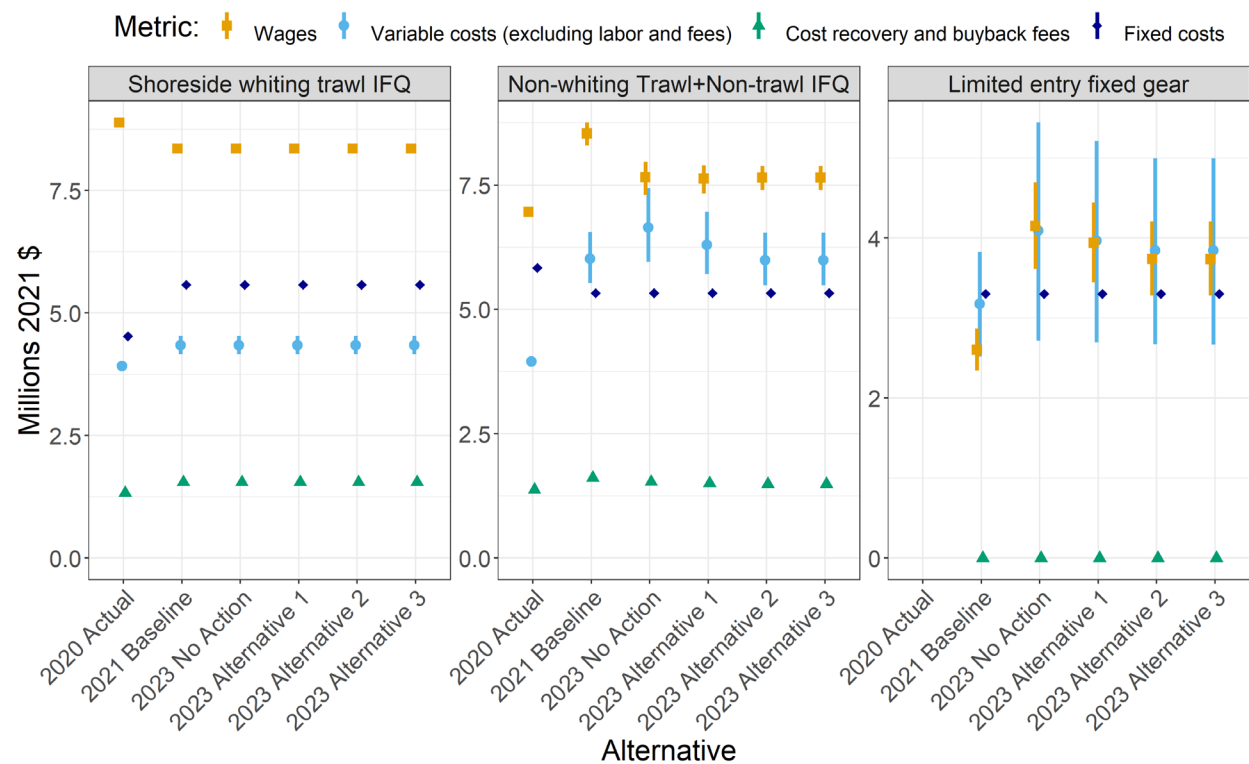 Metric: Wages Variable costs (excluding labor and fees) Cost recovery and buyback fees Fixed costs
Shoreside whiting trawl IFQ Non-whiting Trawl+Non-trawl IFQ Limited entry fixed gear
Millions 2021 $
7.5
5.0
2.5
0.0
7.5
5.0
2.5
0.0
4
2
0
2020 Actual
2021 Baseline
2023 No Action
2023 Alternative 1
2023 Alternative 2
2023 Alternative 3
2020 Actual
2021 Baseline
2023 No Action
2023 Alternative 1
2023 Alternative 2
2023 Alternative 3
2020 Actual
2021 Baseline
2023 No Action
2023 Alternative 1
2023 Alternative 2
2023 Alternative 3
Alternative